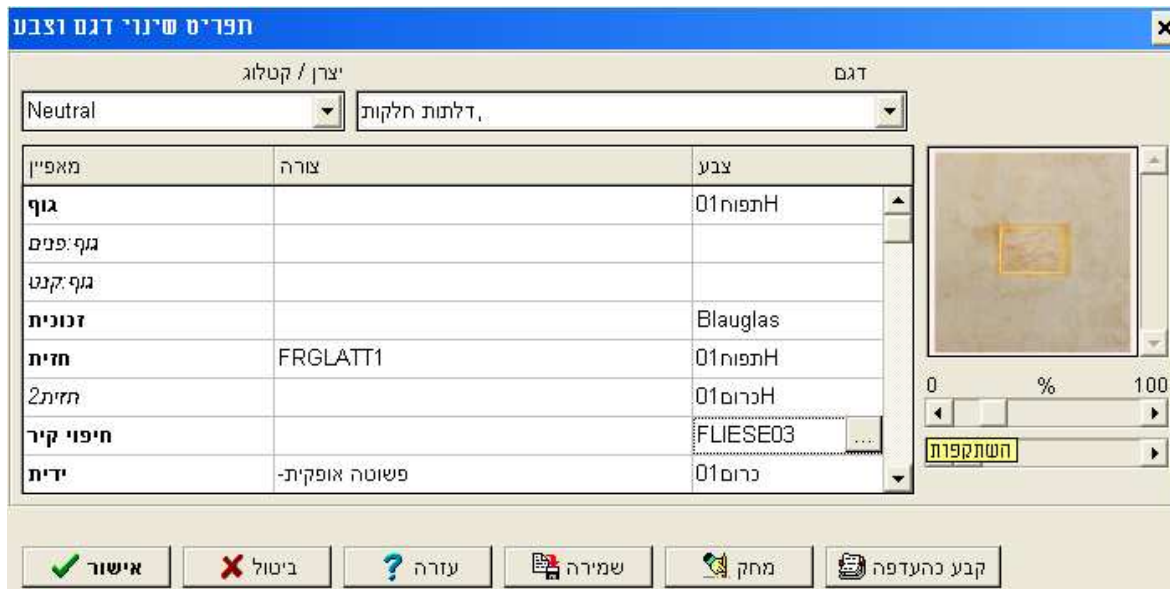 תפריט שינוי דגם וצבע
יצרן / קטלוג דגם
Neutral דלתות חלקות,
מאפיין צורה צבע
גוף Hתפוח01
גוף:פנים
גוף:קנט
זכוכית Blauglas
חזית FRGLATT1 Hתפוח01
חזית2 Hכרום01
חיפוי קיר FLIESE03 ...
ידית פשוטה אופקית- כרום01
0 % 100
השתקפות
אישור ביטול עזרה ? שמירה מחק קבע כהעדפה